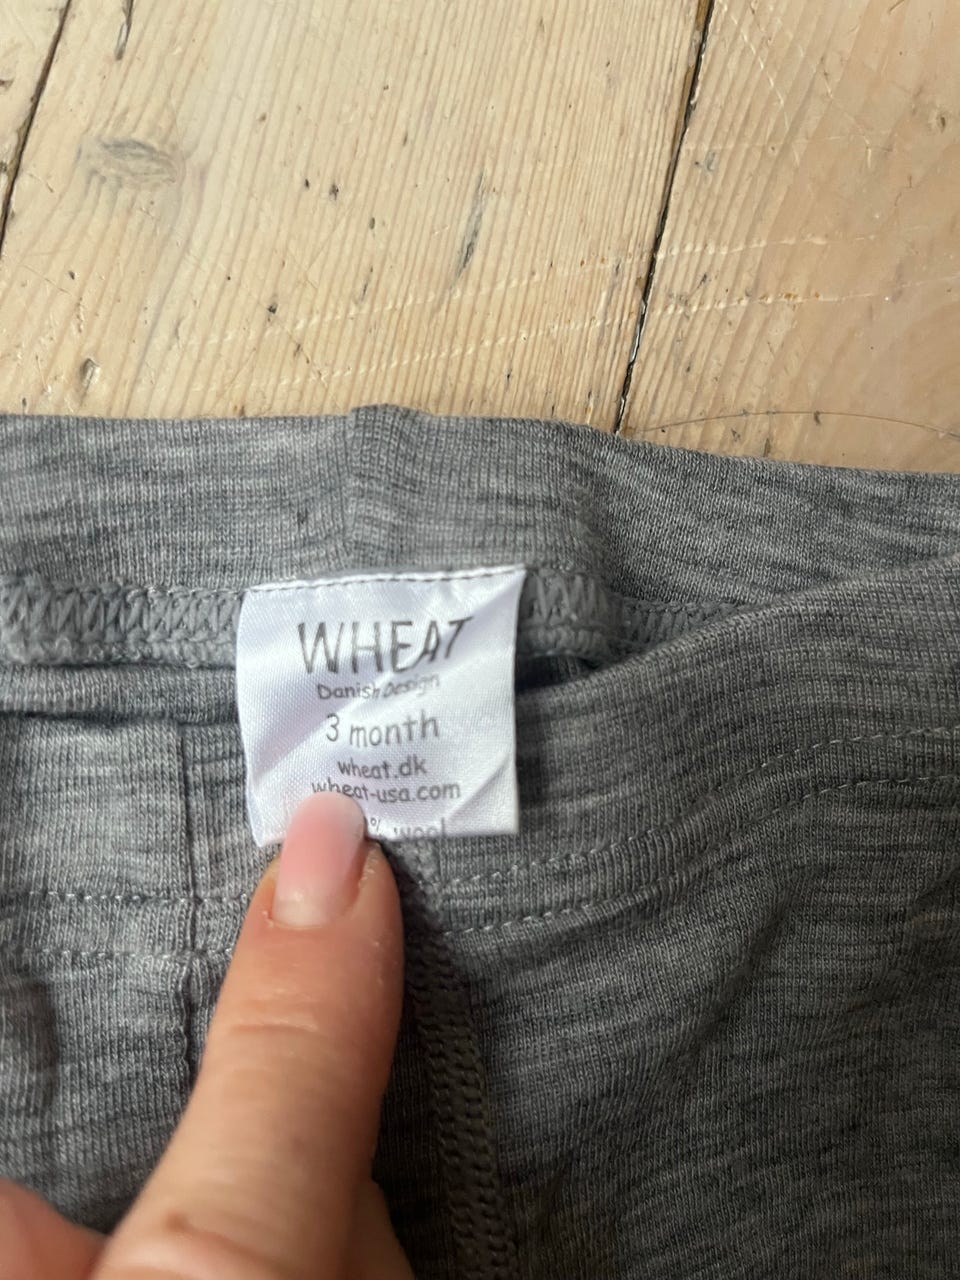 WHEAT
Danish Design
3 month
wheat.dk
wheat-usa.com
% wool